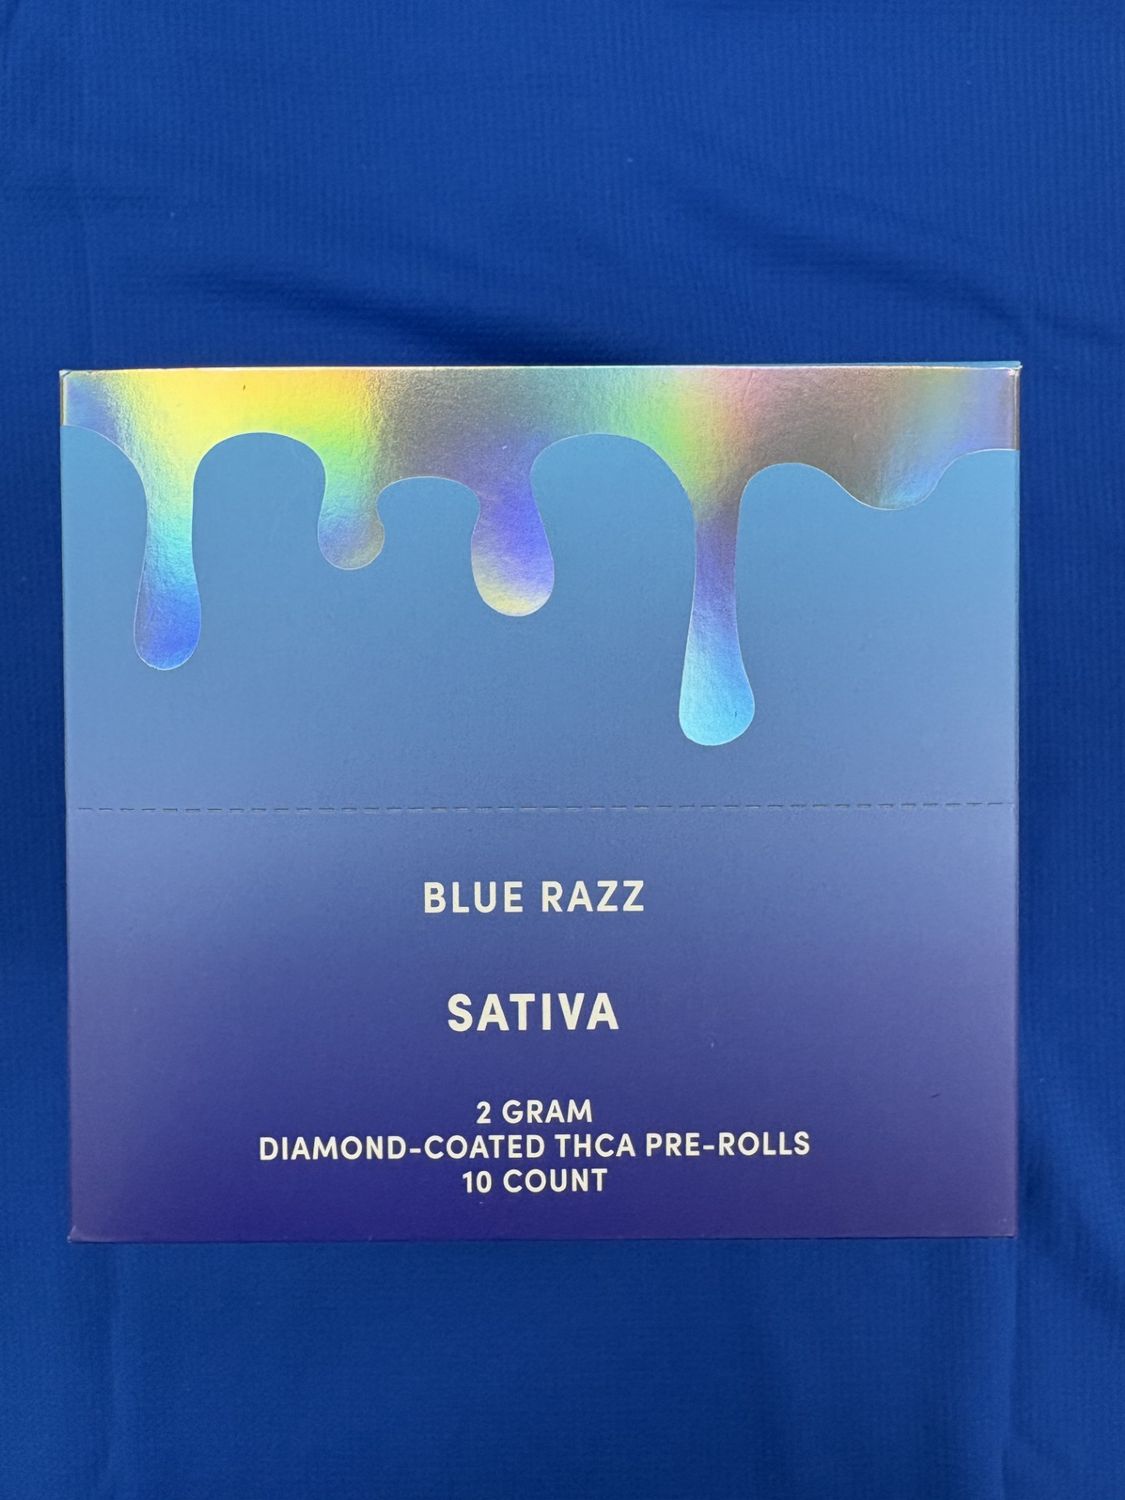 BLUE RAZZ
SATIVA
2 GRAM
DIAMOND-COATED THCA PRE-ROLLS
10 COUNT